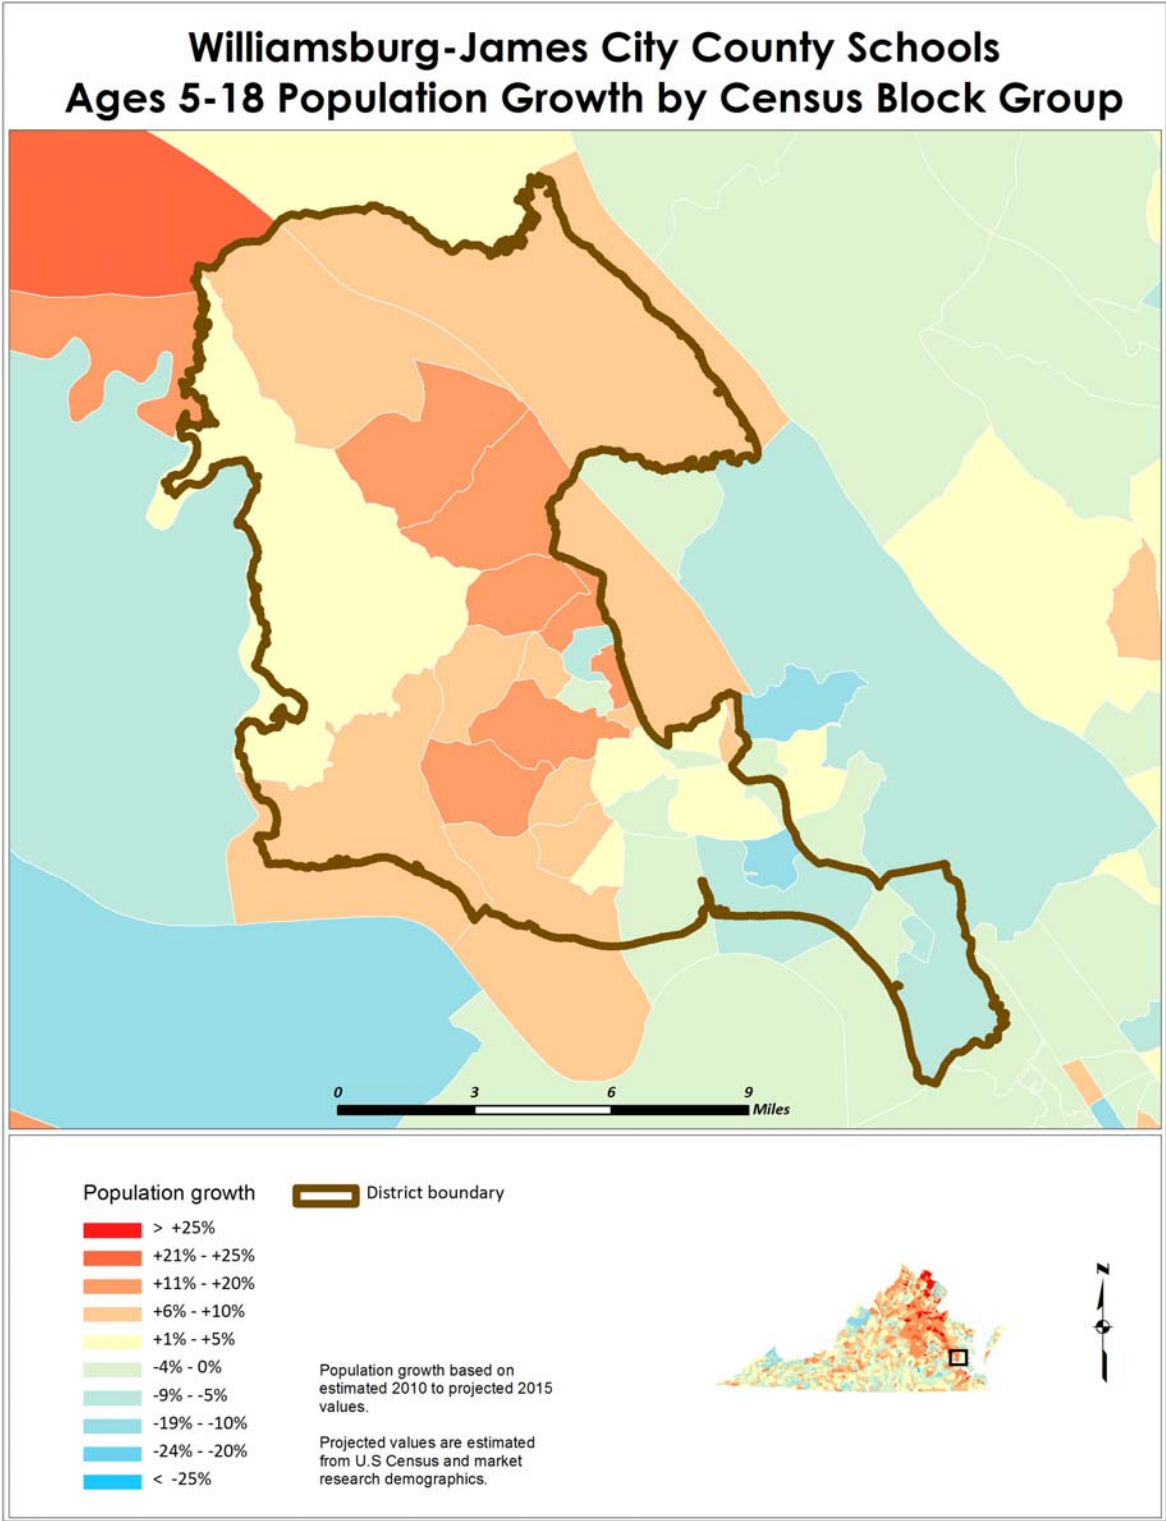 Williamsburg-James City County Schools
Ages 5-18 Population Growth by Census Block Group
0 3 6 9
Miles
Population growth
District boundary
> +25%
+21% - +25%
+11% - +20%
+6% - +10%
+1% - +5%
-4% - 0%
-9% - -5%
-19% - -10%
-24% - -20%
< -25%
Population growth based on
estimated 2010 to projected 2015
values.
Projected values are estimated
from U.S Census and market
research demographics.
N